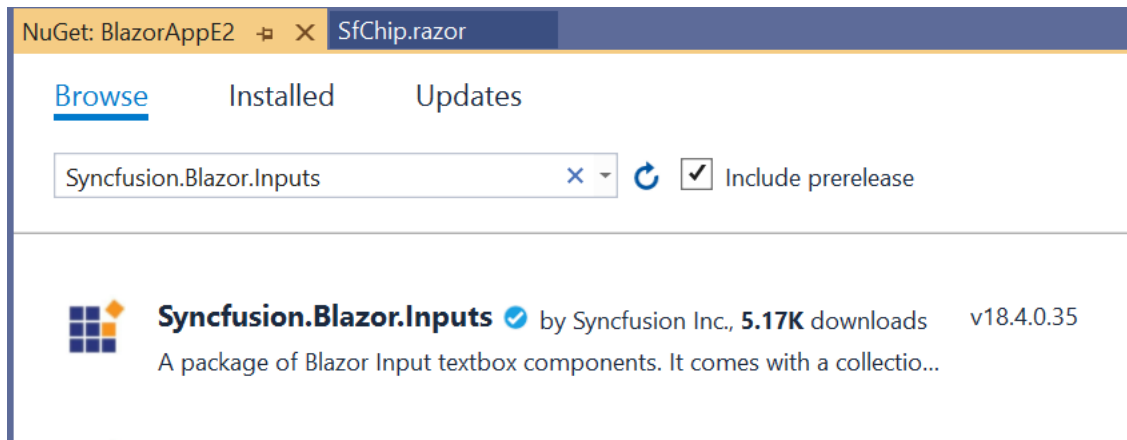 NuGet: BlazorAppE2 SfChip.razor
Browse Installed Updates
Syncfusion.Blazor.Inputs Include prerelease
Syncfusion.Blazor.Inputs by Syncfusion Inc., 5.17K downloads v18.4.0.35
A package of Blazor Input textbox components. It comes with a collectio...